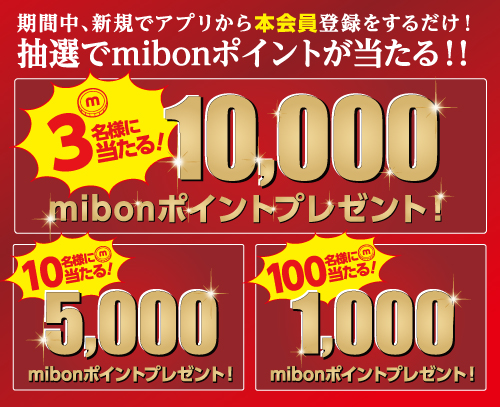 期間中、新規でアプリから本会員登録をするだけ！
抽選でmibonポイントが当たる！！
m
3名様に
当たる！
10,000
mibonポイントプレゼント！
10名様に
当たる！
m
5,000
mibonポイントプレゼント！
100名様に
当たる！
m
1,000
mibonポイントプレゼント！